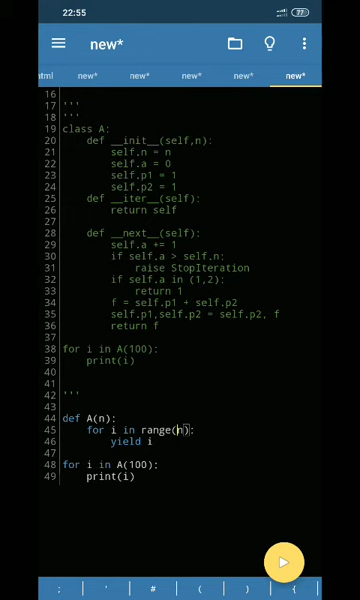 22:55
77
new*
html
new*
new*
new*
new*
new*
16
17 '''
18 '''
19 class A:
20     def __init__(self,n):
21         self.n = n
22         self.a = 0
23         self.p1 = 1
24         self.p2 = 1
25     def __iter__(self):
26         return self
27
28     def __next__(self):
29         self.a += 1
30         if self.a > self.n:
31             raise StopIteration
32         if self.a in (1,2):
33             return 1
34         f = self.p1 + self.p2
35         self.p1,self.p2 = self.p2, f
36         return f
37
38 for i in A(100):
39     print(i)
40
41
42 '''
43
44 def A(n):
45     for i in range(n):
46         yield i
47
48 for i in A(100):
49     print(i)
; ' # ( ) {